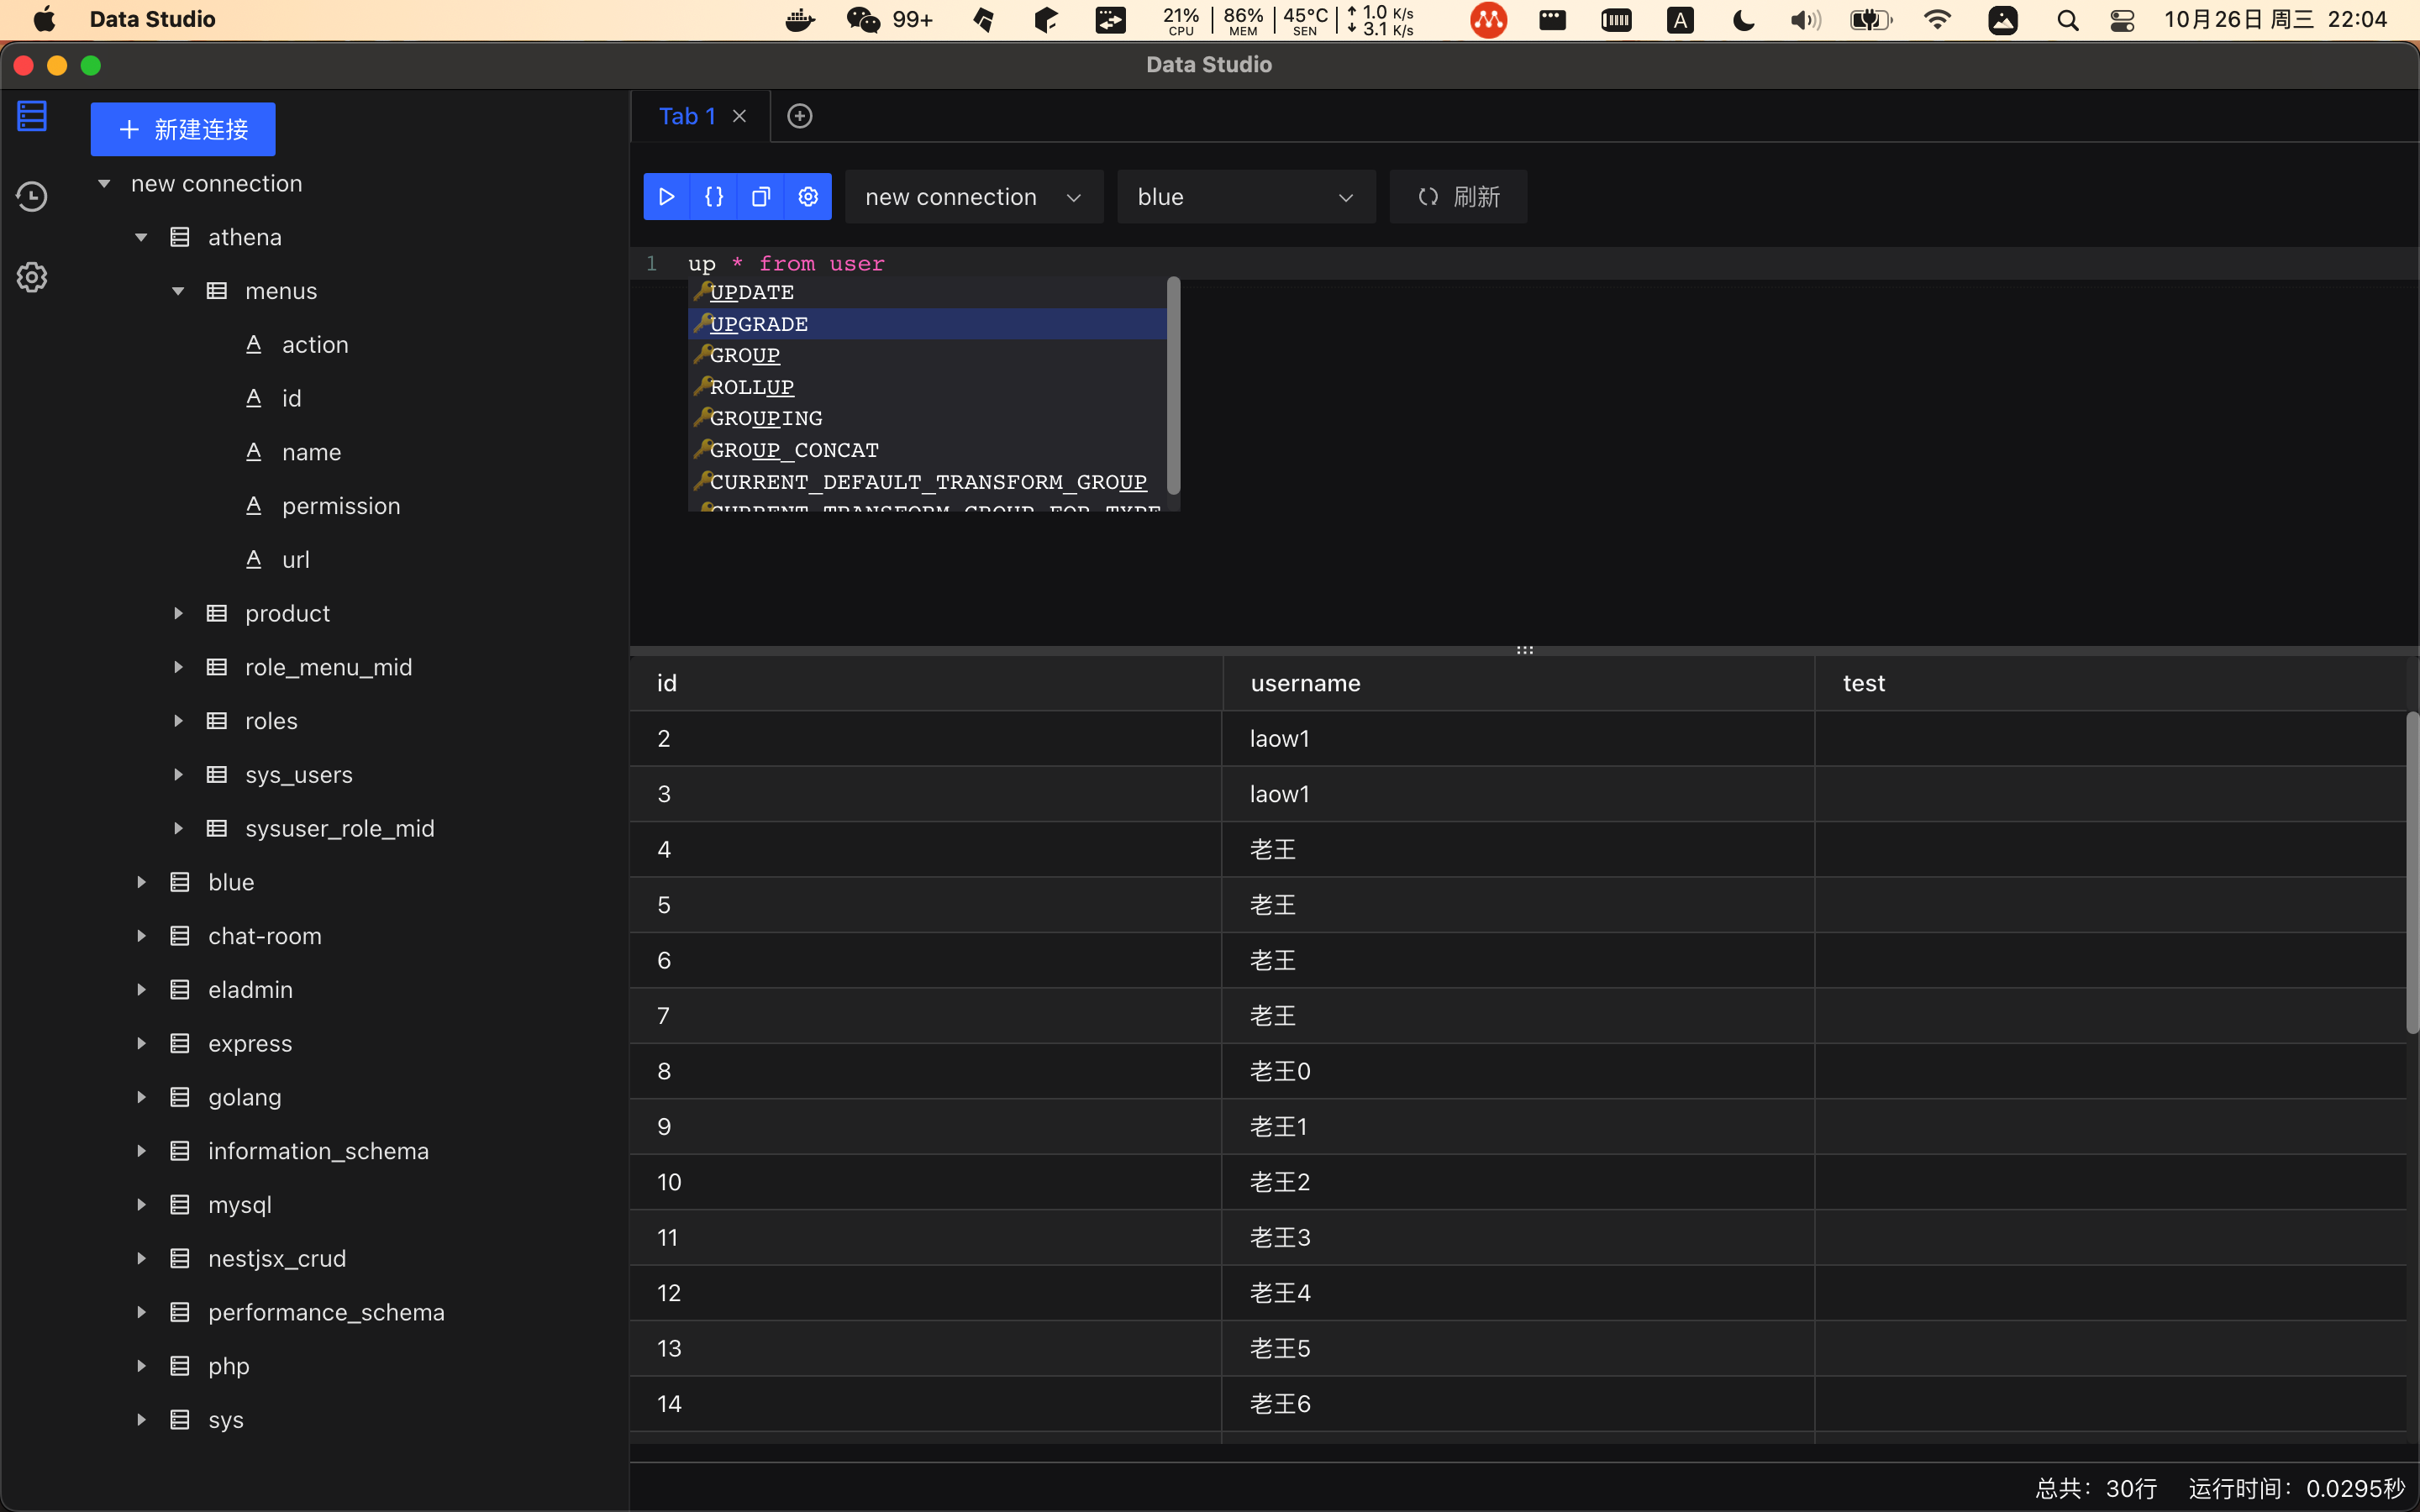 Data Studio 99+ 21% CPU 86% MEM 45°C SEN 1.0 K/s 3.1 K/s A 10月26日 周三 22:04
Data Studio
新建连接
new connection
athena
menus
action
id
name
permission
url
product
role_menu_mid
roles
sys_users
sysuser_role_mid
blue
chat-room
eladmin
express
golang
information_schema
mysql
nestjsx_crud
performance_schema
php
sys
Tab 1
{} new connection blue 刷新
1 up * from user
UPDATE
UPGRADE
GROUP
ROLLUP
GROUPING
GROUP_CONCAT
CURRENT_DEFAULT_TRANSFORM_GROUP
CURRENT_TRANSFORM_GROUP_FOR_TYPE
id username test
2 laow1
3 laow1
4 老王
5 老王
6 老王
7 老王
8 老王0
9 老王1
10 老王2
11 老王3
12 老王4
13 老王5
14 老王6
总共：30行 运行时间：0.0295秒